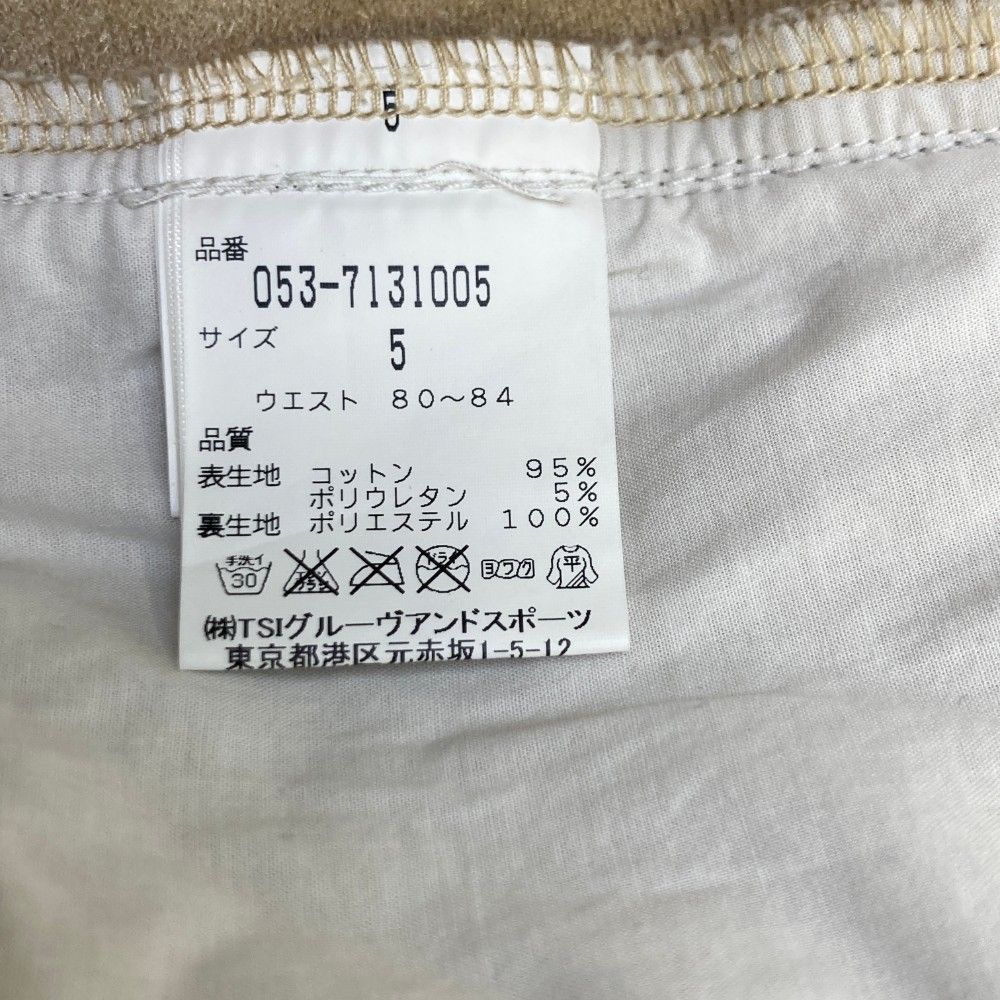 5
品番
053-7131005
サイズ 5
ウエスト 80～84
品質
表生地 コットン 95%
ポリウレタン 5%
裏生地 ポリエステル 100%
手洗イ 30 ドライ ヨワク 平
㈱TSIグルーヴアンドスポーツ
東京都港区元赤坂1-5-12